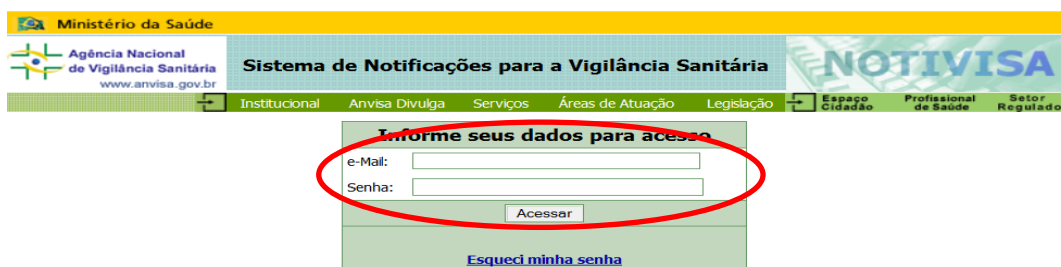 Ministério da Saúde
Agência Nacional
de Vigilância Sanitária
www.anvisa.gov.br
Sistema de Notificações para a Vigilância Sanitária
NOTIVISA
Institucional Anvisa Divulga Serviços Áreas de Atuação Legislação Espaço Cidadão Profissional de Saúde Setor Regulado
Informe seus dados para acesso
e-Mail:
Senha:
Acessar
Esqueci minha senha